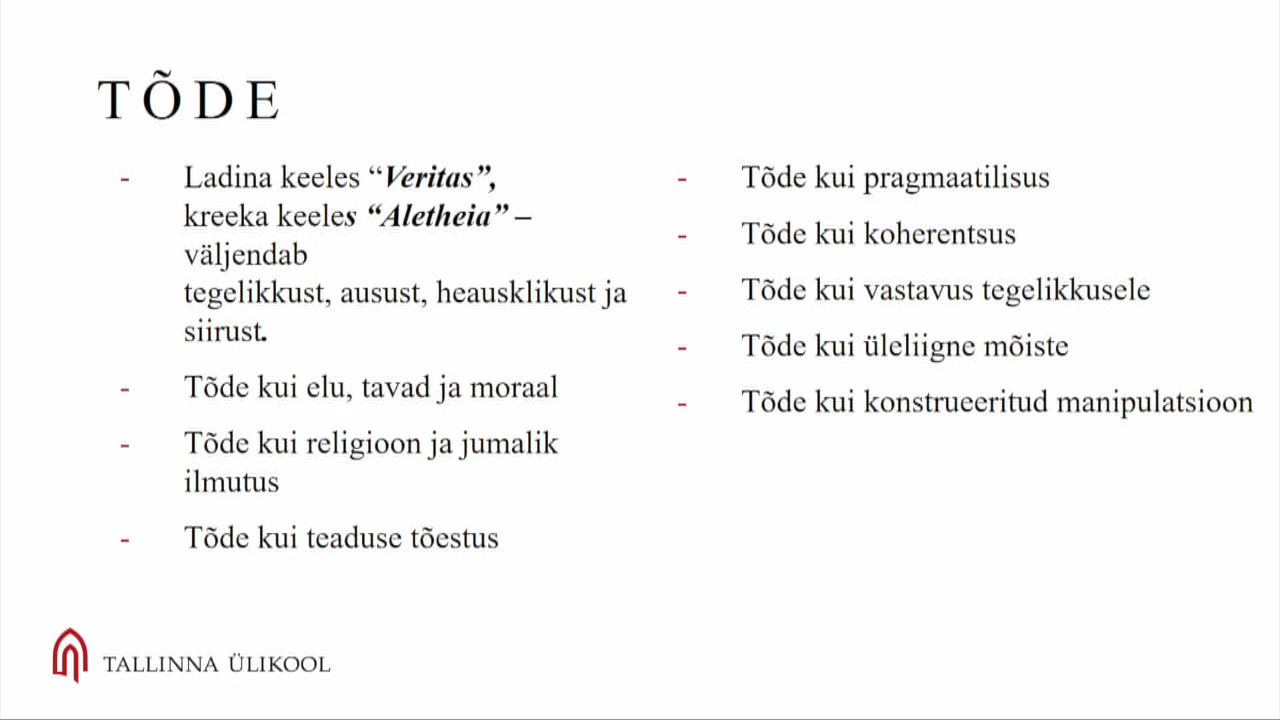 TÕDE
- Ladina keeles “Veritas”,
kreeka keeles “Aletheia” –
väljendab
tegelikkust, ausust, heausklikust ja
siirust.
- Tõde kui elu, tavad ja moraal
- Tõde kui religioon ja jumalik
ilmutus
- Tõde kui teaduse tõestus
- Tõde kui pragmaatilisus
- Tõde kui koherentsus
- Tõde kui vastavus tegelikkusele
- Tõde kui üleliigne mõiste
- Tõde kui konstrueeritud manipulatsioon
TALLINNA ÜLIKOOL